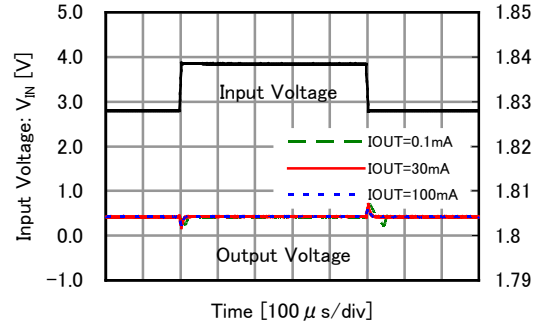 5.0
4.0
3.0
2.0
1.0
0.0
−1.0
Input Voltage: VIN [V]
1.85
1.84
1.83
1.82
1.81
1.8
1.79
Input Voltage
IOUT=0.1mA
IOUT=30mA
IOUT=100mA
Output Voltage
Time [100 μ s/div]